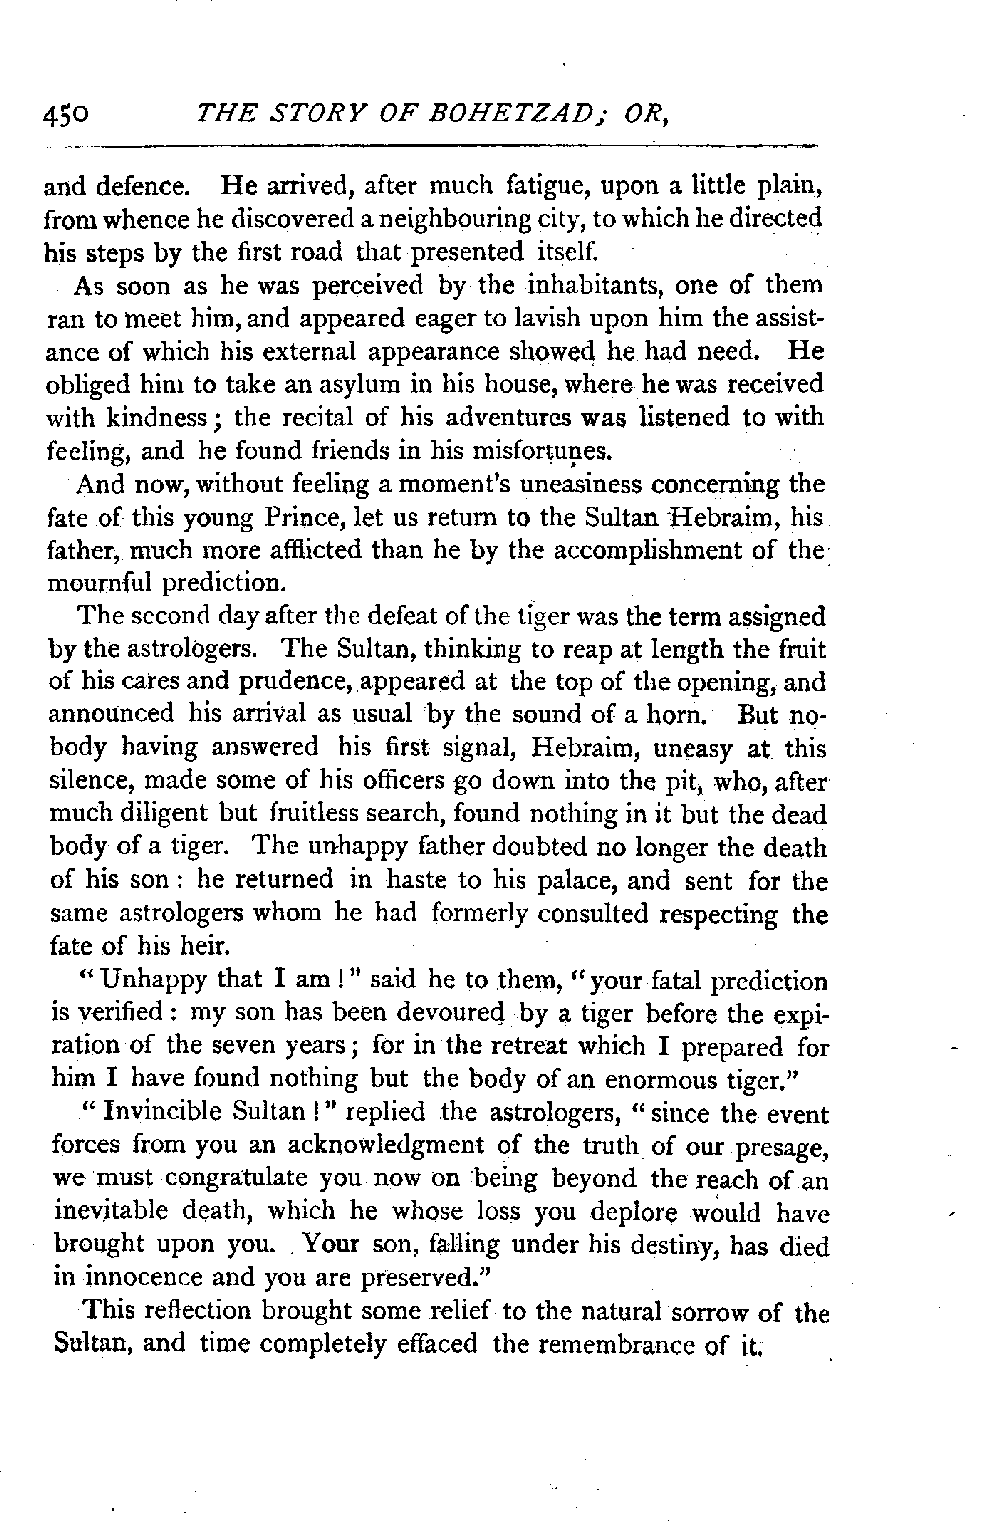 450 THE STORY OF BOHETZAD; OR,
and defence. He arrived, after much fatigue, upon a little plain,
from whence he discovered a neighbouring city, to which he directed
his steps by the first road that presented itself.
As soon as he was perceived by the inhabitants, one of them
ran to meet him, and appeared eager to lavish upon him the assist-
ance of which his external appearance showed he had need. He
obliged him to take an asylum in his house, where he was received
with kindness; the recital of his adventures was listened to with
feeling, and he found friends in his misfortunes.
And now, without feeling a moment's uneasiness concerning the
fate of this young Prince, let us return to the Sultan Hebraim, his
father, much more afflicted than he by the accomplishment of the
mournful prediction.
The second day after the defeat of the tiger was the term assigned
by the astrologers. The Sultan, thinking to reap at length the fruit
of his cares and prudence, appeared at the top of the opening, and
announced his arrival as usual by the sound of a horn. But no-
body having answered his first signal, Hebraim, uneasy at this
silence, made some of his officers go down into the pit, who, after
much diligent but fruitless search, found nothing in it but the dead
body of a tiger. The unhappy father doubted no longer the death
of his son: he returned in haste to his palace, and sent for the
same astrologers whom he had formerly consulted respecting the
fate of his heir.
"Unhappy that I am!" said he to them, "your fatal prediction
is verified: my son has been devoured by a tiger before the expi-
ration of the seven years; for in the retreat which I prepared for
him I have found nothing but the body of an enormous tiger."
"Invincible Sultan!" replied the astrologers, "since the event
forces from you an acknowledgment of the truth of our presage,
we must congratulate you now on being beyond the reach of an
inevitable death, which he whose loss you deplore would have
brought upon you. Your son, falling under his destiny, has died
in innocence and you are preserved."
This reflection brought some relief to the natural sorrow of the
Sultan, and time completely effaced the remembrance of it.